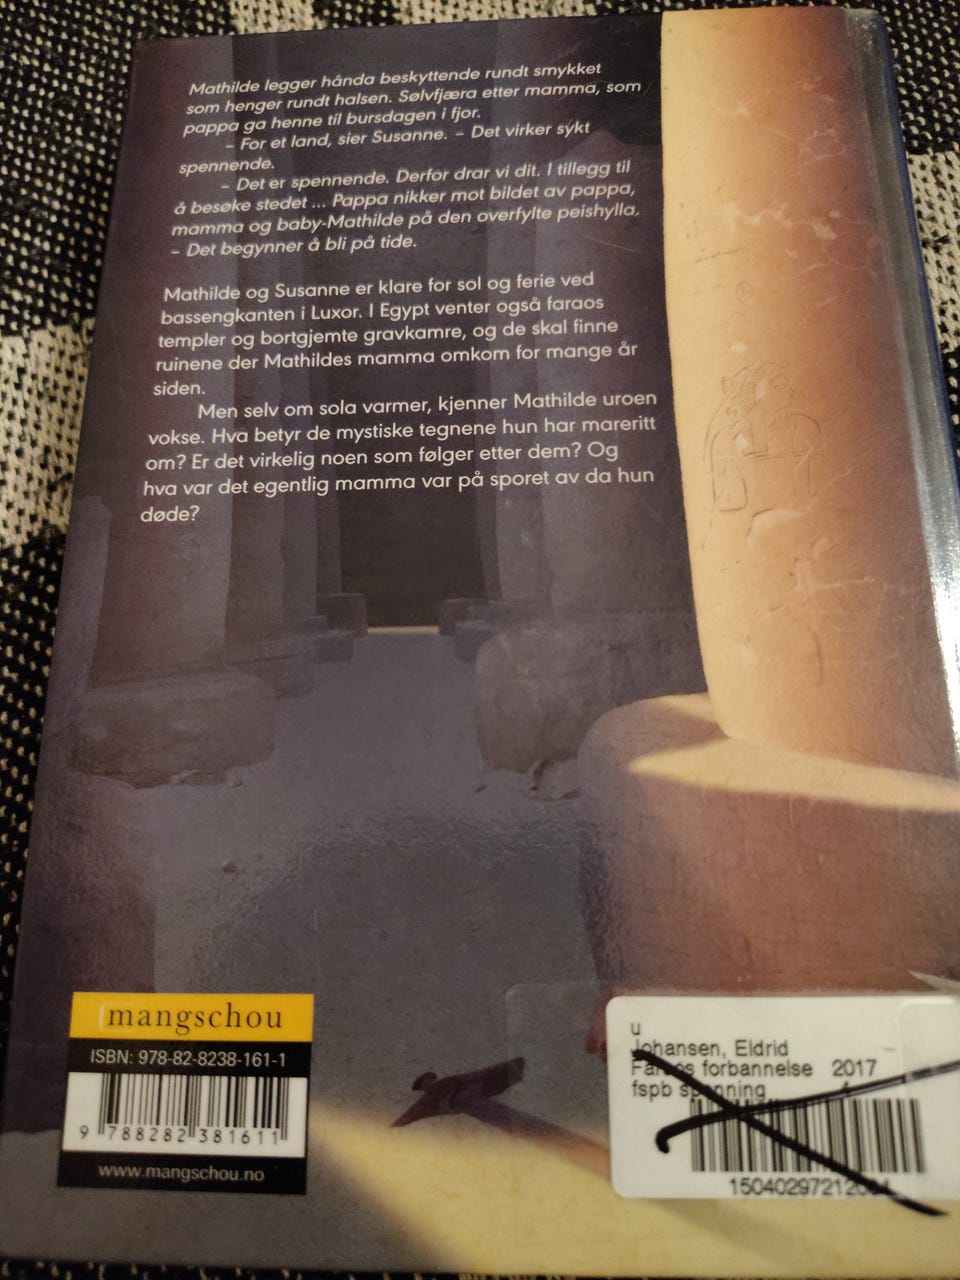 Mathilde legger hånda beskyttende rundt smykket
som henger rundt halsen. Sølvfjæra etter mamma, som
pappa ga henne til bursdagen i fjor.
– For et land, sier Susanne. – Det virker sykt
spennende.
– Det er spennende. Derfor drar vi dit. I tillegg til
å besøke stedet ... Pappa nikker mot bildet av pappa,
mamma og baby-Mathilde på den overfylte peishylla.
– Det begynner å bli på tide.
Mathilde og Susanne er klare for sol og ferie ved
bassengkanten i Luxor. I Egypt venter også faraos
templer og bortgjemte gravkamre, og de skal finne
ruinene der Mathildes mamma omkom for mange år
siden.
Men selv om sola varmer, kjenner Mathilde uroen
vokse. Hva betyr de mystiske tegnene hun har mareritt
om? Er det virkelig noen som følger etter dem? Og
hva var det egentlig mamma var på sporet av da hun
døde?
mangschou
ISBN: 978-82-8238-161-1
9 788282 381611
www.mangschou.no
u
Johansen, Eldrid
Faraos forbannelse 2017
fspb spenning